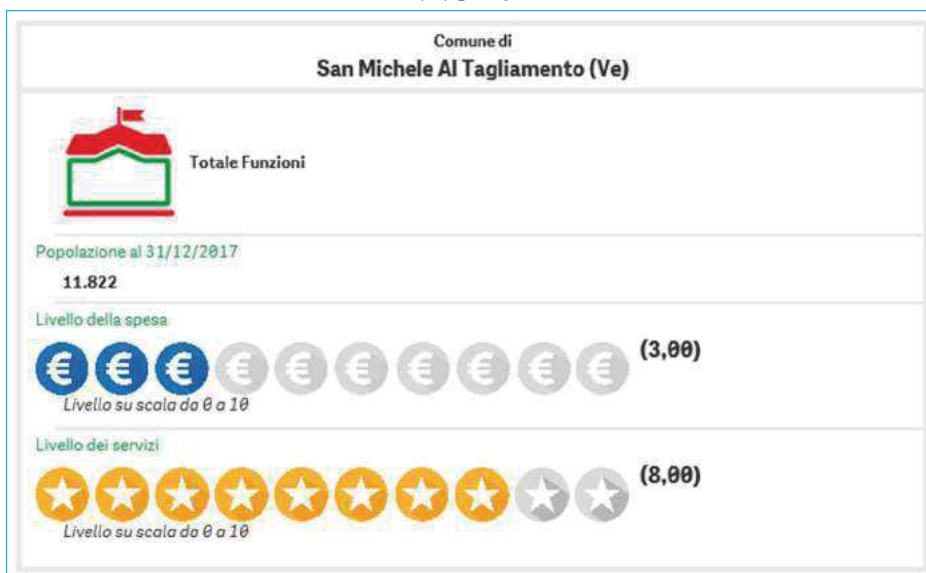 Comune di
San Michele Al Tagliamento (Ve)
Totale Funzioni
Popolazione al 31/12/2017
11.822
Livello della spesa
€ € € € € € € € € €
(3,00)
Livello su scala da 0 a 10
Livello dei servizi
(8,00)
Livello su scala da 0 a 10